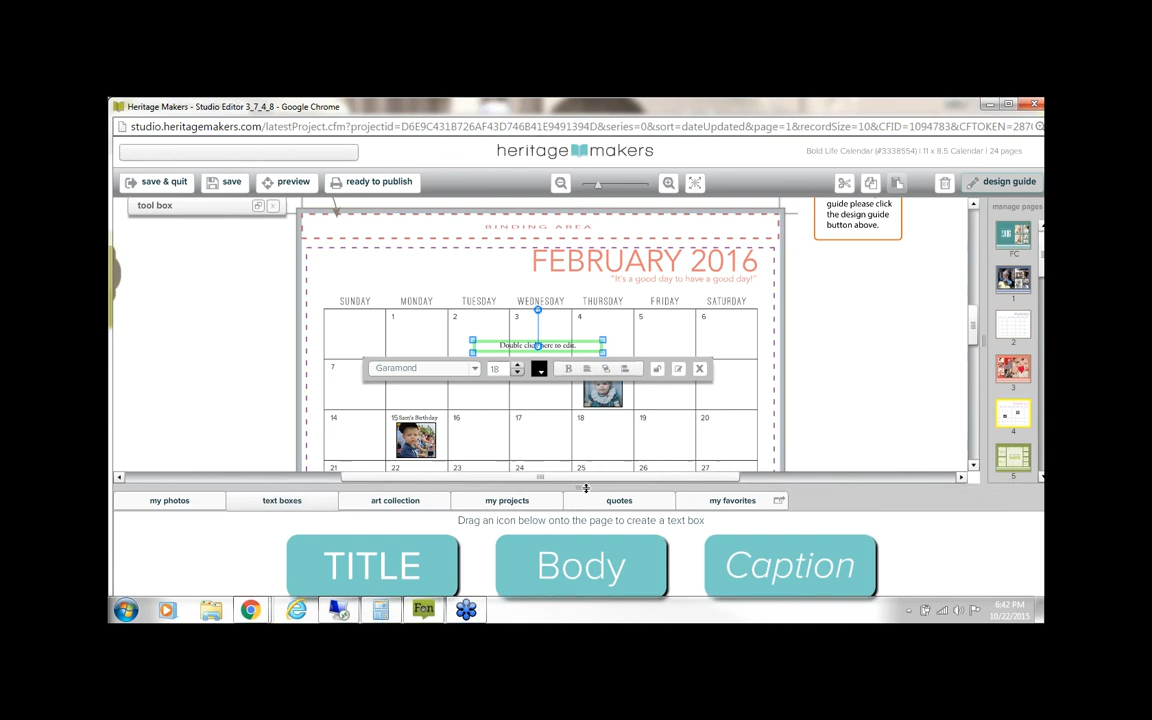 Heritage Makers - Studio Editor 3_7_4_8 - Google Chrome
studio.heritagemakers.com/latestProject.cfm?projectid=D6E9C431B726AF43D746B41E9491394D&series=0&sort=dateUpdated&page=1&recordSize=10&CFID=1094783&CFTOKEN=287
heritage makers
Bold Life Calendar (#3338554) | 11 x 8.5 Calendar | 24 pages
save & quit save preview ready to publish design guide
tool box
guide please click
the design guide
button above.
manage pages
BINDING AREA
FEBRUARY 2016
"It's a good day to have a good day!"
SUNDAY MONDAY TUESDAY WEDNESDAY THURSDAY FRIDAY SATURDAY
1 2 3 4 5 6
Double click here to edit.
Garamond 18 B
7
14 15 Sam's Birthday 16 17 18 19 20
21 22 23 24 25 26 27
FC
1
2
3
4
5
my photos text boxes art collection my projects quotes my favorites
Drag an icon below onto the page to create a text box
TITLE Body Caption
Fon
6:42 PM
10/22/2015